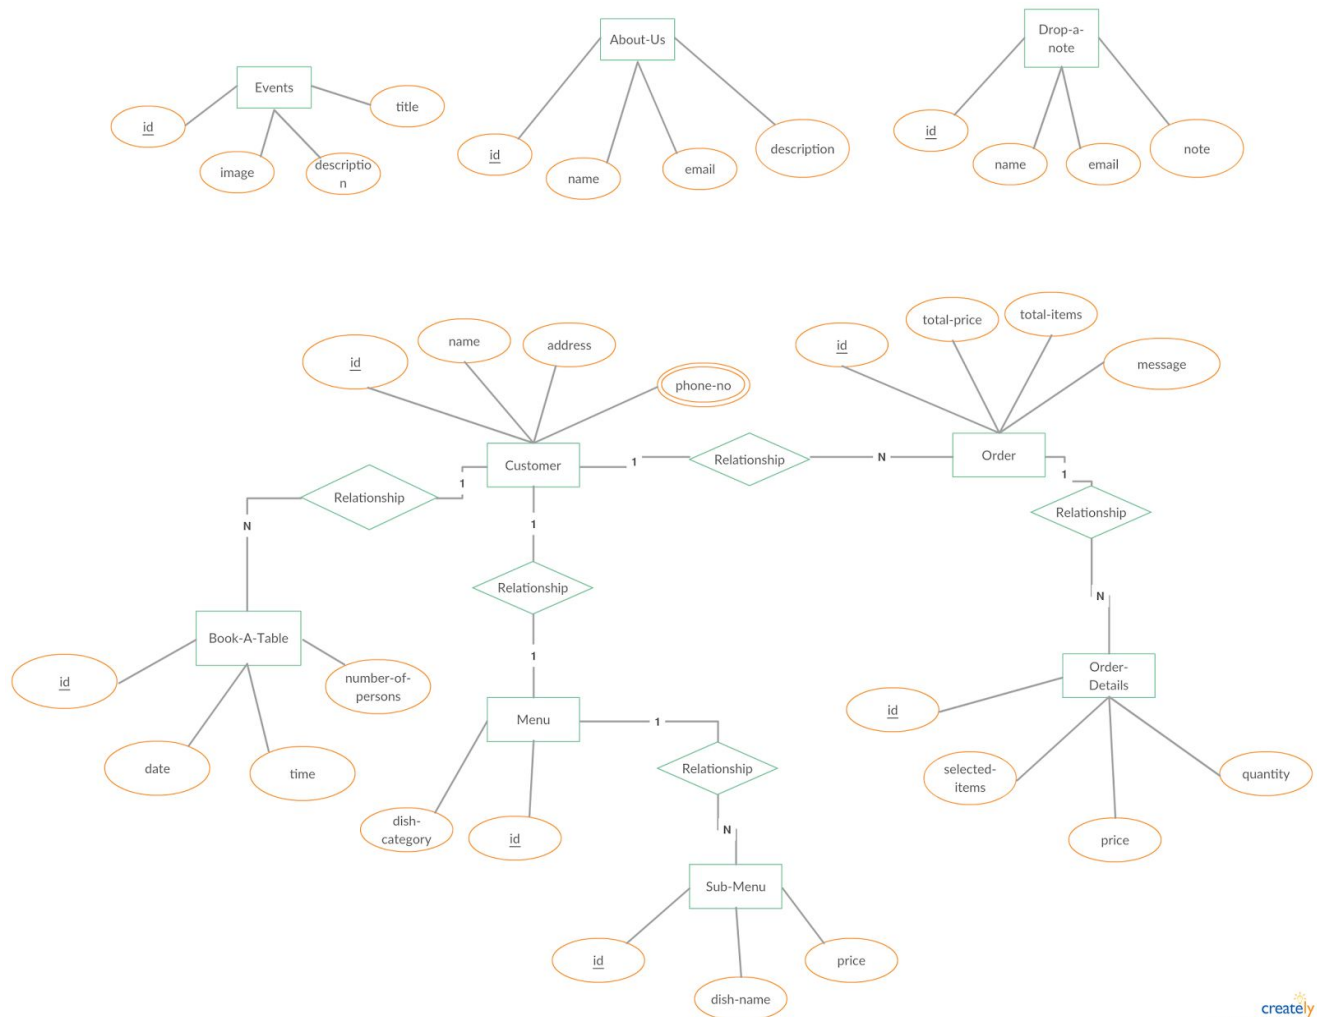 About-Us
Drop-a-
note
Events
title
id
image
descriptio
n
id
name
email
description
id
name
email
note
id
name
address
phone-no
id
total-price
total-items
message
Customer
1
Relationship
N
Order
1
Relationship
1
N
1
Relationship
1
Relationship
N
Book-A-Table
id
number-of-
persons
date
time
Menu
1
Relationship
N
dish-
category
id
Order-
Details
id
selected-
items
price
quantity
Sub-Menu
id
dish-name
price
creately